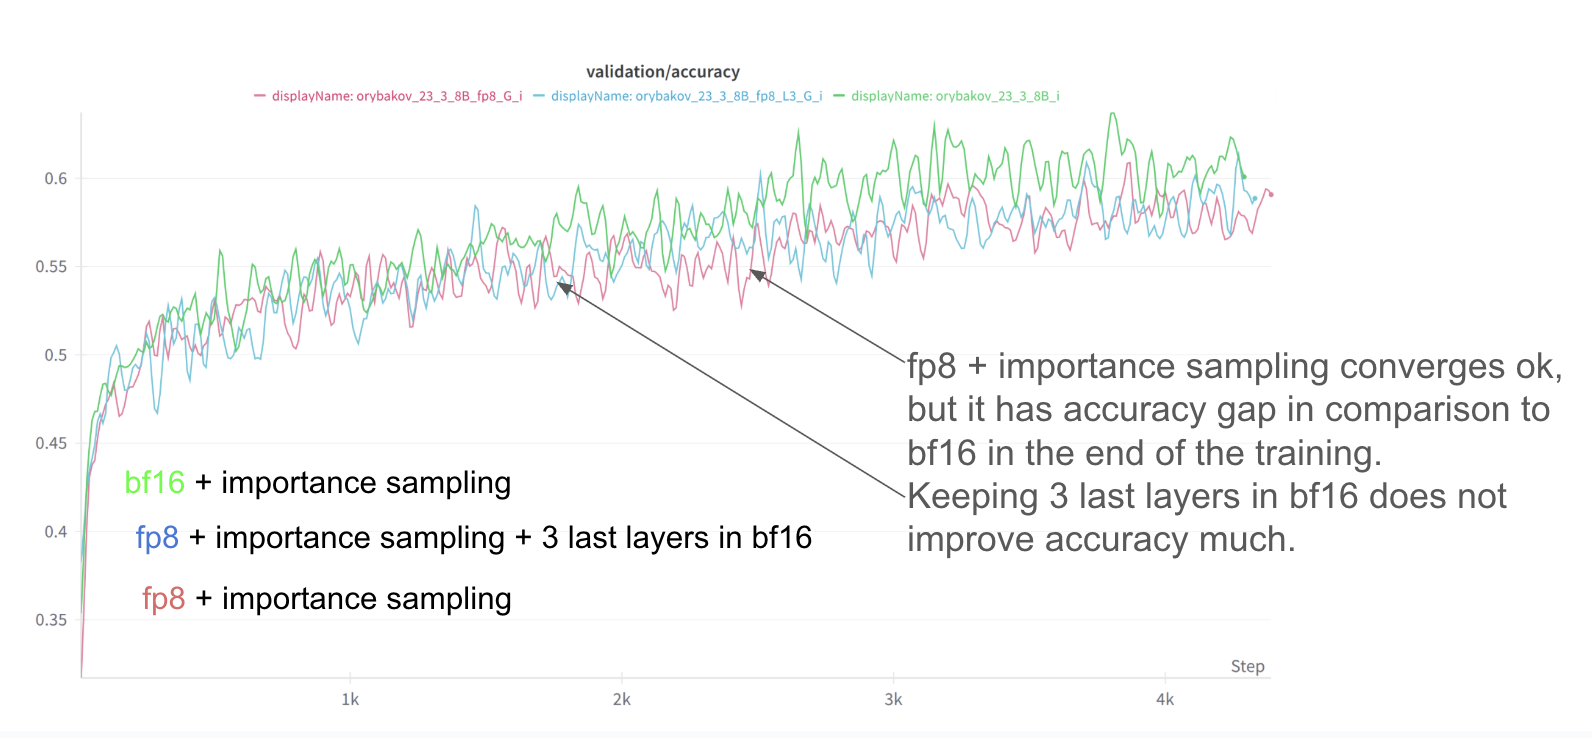 validation/accuracy
displayName: orybakov_23_3_8B_fp8_G_i displayName: orybakov_23_3_8B_fp8_L3_G_i displayName: orybakov_23_3_8B_i
0.6
0.55
0.5
0.45
0.4
0.35
fp8 + importance sampling converges ok,
but it has accuracy gap in comparison to
bf16 in the end of the training.
Keeping 3 last layers in bf16 does not
improve accuracy much.
bf16 + importance sampling
fp8 + importance sampling + 3 last layers in bf16
fp8 + importance sampling
Step
1k 2k 3k 4k